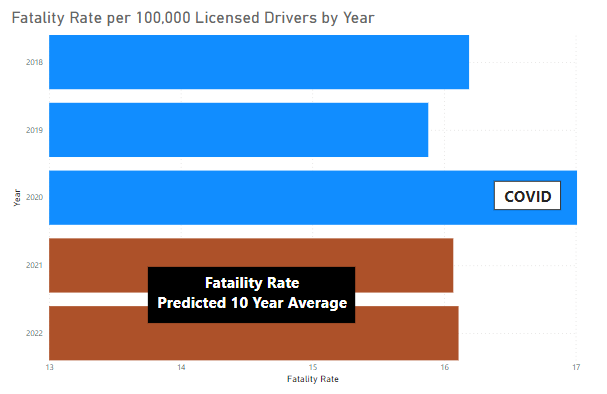 Fatality Rate per 100,000 Licensed Drivers by Year
2018
2019
2020
COVID
2021
Fataility Rate
Predicted 10 Year Average
2022
Year
13 14 15 16 17
Fatality Rate